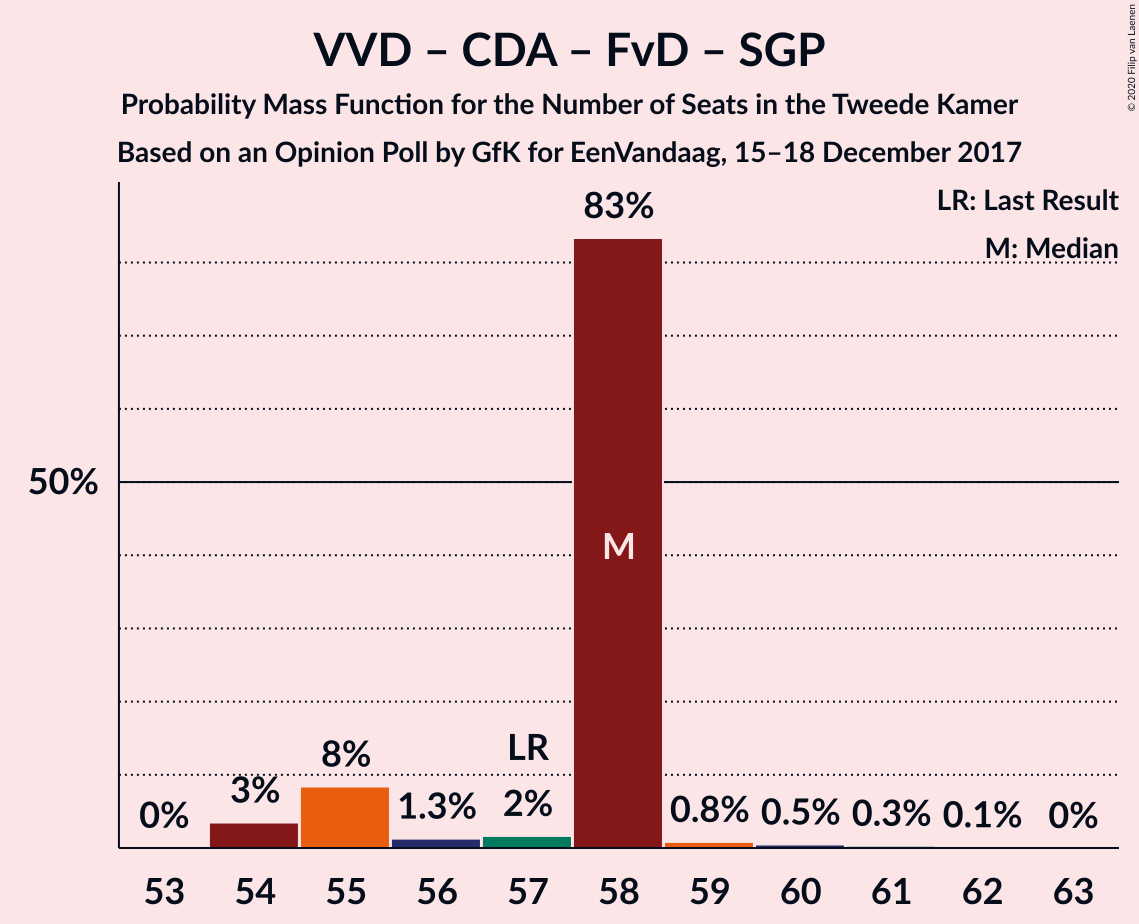 VVD – CDA – FvD – SGP
Probability Mass Function for the Number of Seats in the Tweede Kamer
Based on an Opinion Poll by GfK for EenVandaag, 15–18 December 2017
© 2020 Filip van Laenen
LR: Last Result
M: Median
83%
50%
M
LR
8%
3%
0%
1.3%
2%
0.8%
0.5%
0.3%
0.1%
0%
53 54 55 56 57 58 59 60 61 62 63